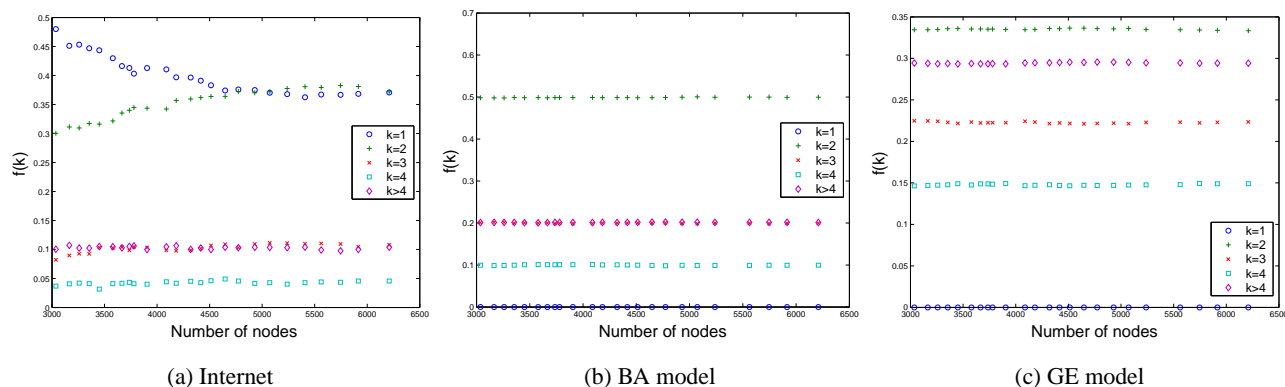 0.5
0.45
0.4
0.35
0.3
0.25
0.2
0.15
0.1
0.05
0
f(k)
3000 3500 4000 4500 5000 5500 6000 6500
Number of nodes
k=1
k=2
k=3
k=4
k>4
(a) Internet
0.7
0.6
0.5
0.4
0.3
0.2
0.1
0
f(k)
3000 3500 4000 4500 5000 5500 6000 6500
Number of nodes
k=1
k=2
k=3
k=4
k>4
(b) BA model
0.35
0.3
0.25
0.2
0.15
0.1
0.05
0
f(k)
3000 3500 4000 4500 5000 5500 6000 6500
Number of nodes
k=1
k=2
k=3
k=4
k>4
(c) GE model